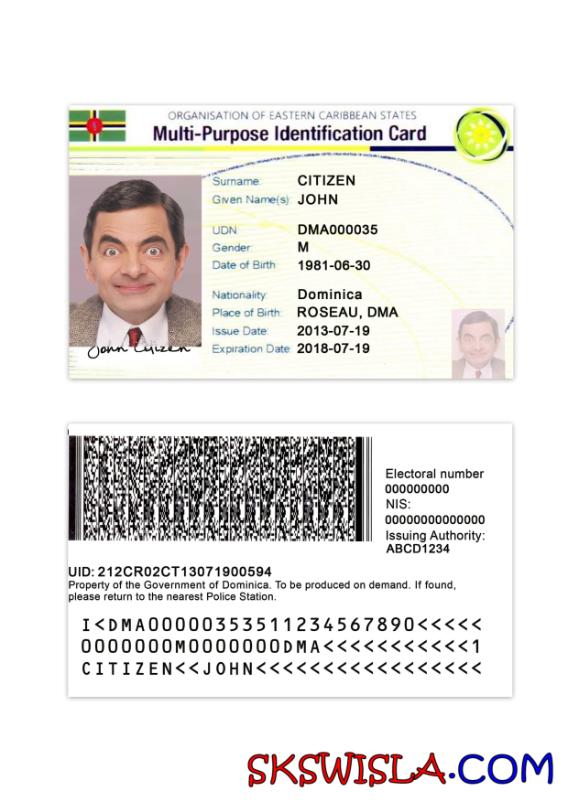 ORGANISATION OF EASTERN CARIBBEAN STATES
Multi-Purpose Identification Card
Surname: CITIZEN
Given Name(s): JOHN
UDN DMA000035
Gender: M
Date of Birth 1981-06-30
Nationality: Dominica
Place of Birth: ROSEAU, DMA
Issue Date: 2013-07-19
Expiration Date 2018-07-19
John Citizen
Electoral number
000000000
NIS:
00000000000000
Issuing Authority:
ABCD1234
UID: 212CR02CT13071900594
Property of the Government of Dominica. To be produced on demand. If found,
please return to the nearest Police Station.
I<DMA00000353511234567890<<<<<
0000000M0000000DMA<<<<<<<<<<<1
CITIZEN<<JOHN<<<<<<<<<<<<<<<<<
SKSWISLA.COM